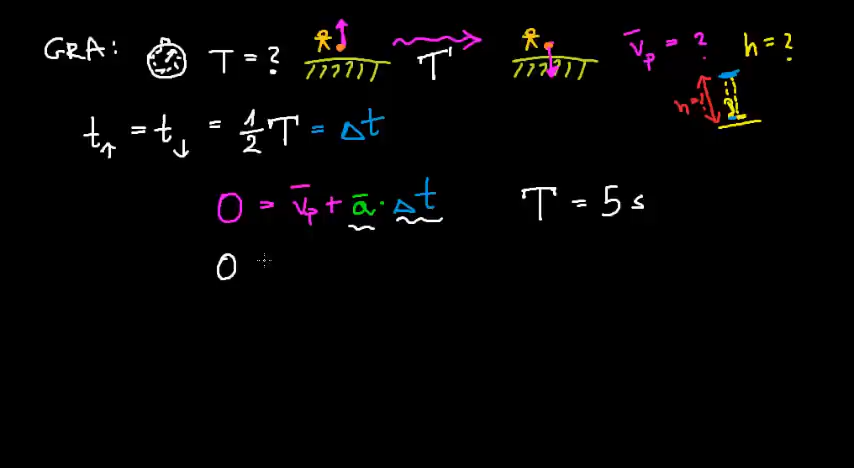 GRA: T = ? T v̄p = ? h = ?
h=?
t↑ = t↓ = 1/2 T = Δt
0 = v̄p + ā · Δt T = 5 s
0